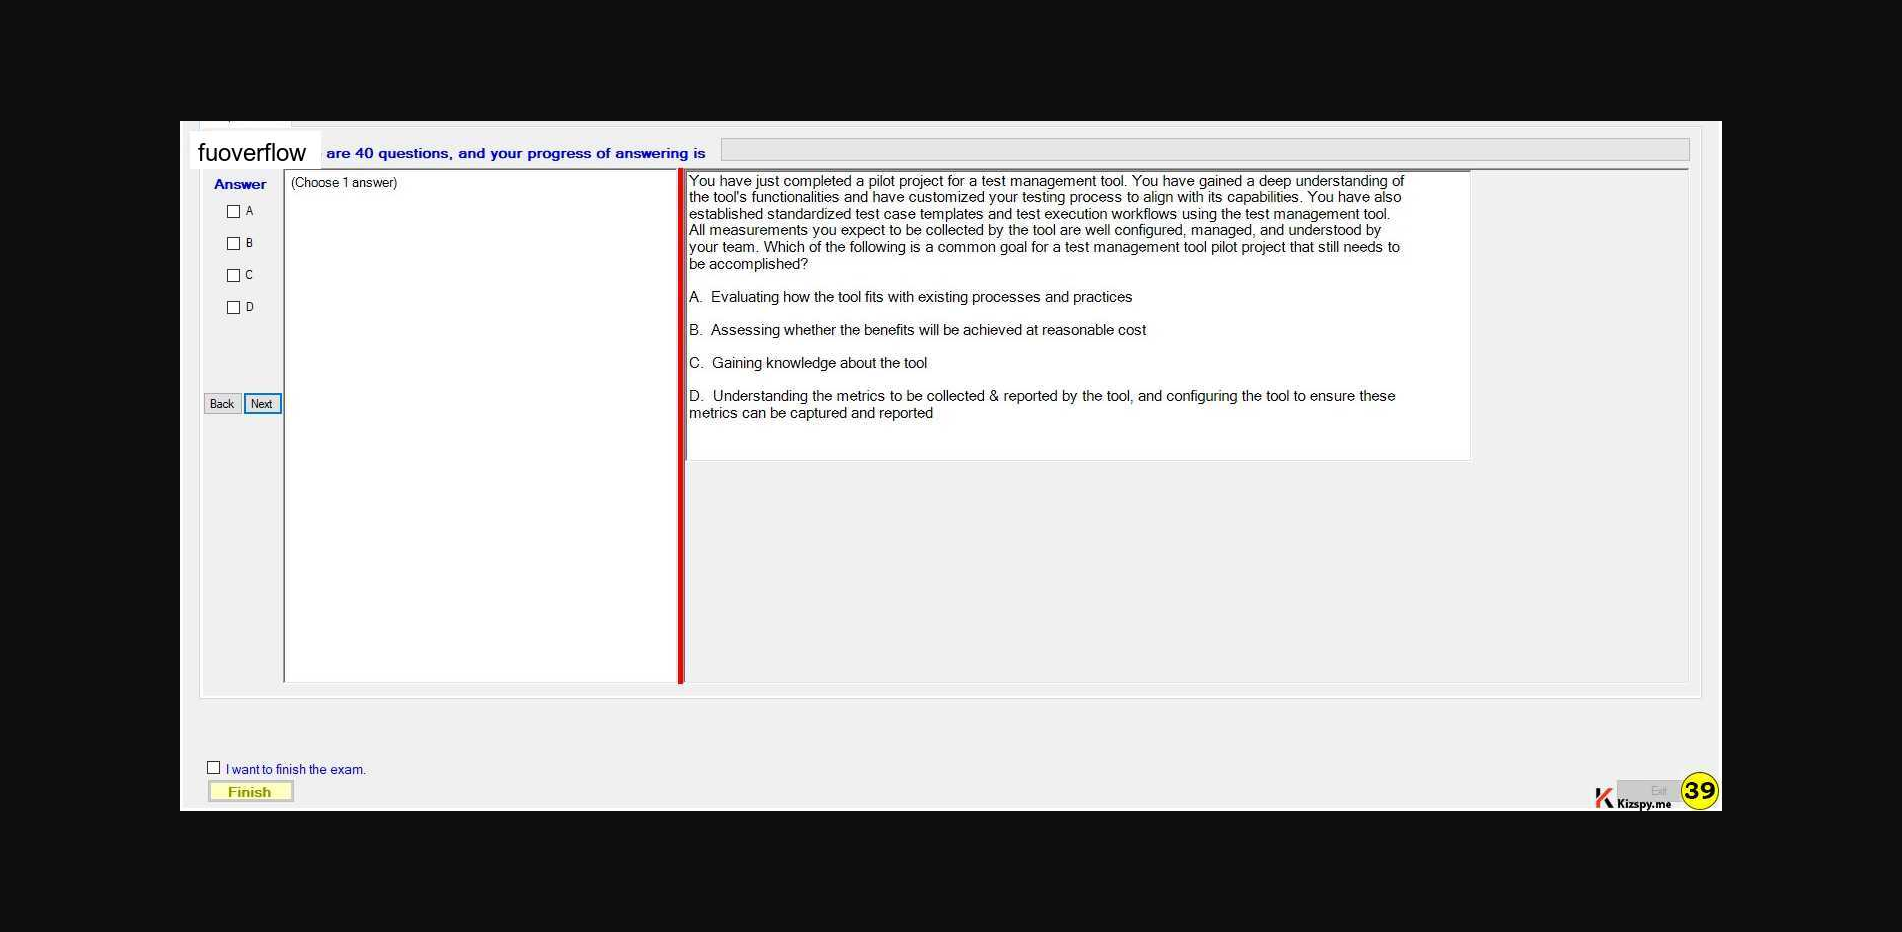 fuoverflow are 40 questions, and your progress of answering is
Answer
(Choose 1 answer)
A
B
C
D
Back Next
You have just completed a pilot project for a test management tool. You have gained a deep understanding of
the tool's functionalities and have customized your testing process to align with its capabilities. You have also
established standardized test case templates and test execution workflows using the test management tool.
All measurements you expect to be collected by the tool are well configured, managed, and understood by
your team. Which of the following is a common goal for a test management tool pilot project that still needs to
be accomplished?
A. Evaluating how the tool fits with existing processes and practices
B. Assessing whether the benefits will be achieved at reasonable cost
C. Gaining knowledge about the tool
D. Understanding the metrics to be collected & reported by the tool, and configuring the tool to ensure these
metrics can be captured and reported
I want to finish the exam.
Finish
Exit
Kizspy.me
39